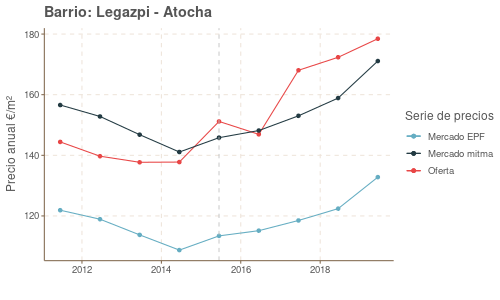 Barrio: Legazpi - Atocha
Precio anual €/m²
180
160
140
120
2012
2014
2016
2018
Serie de precios
Mercado EPF
Mercado mitma
Oferta